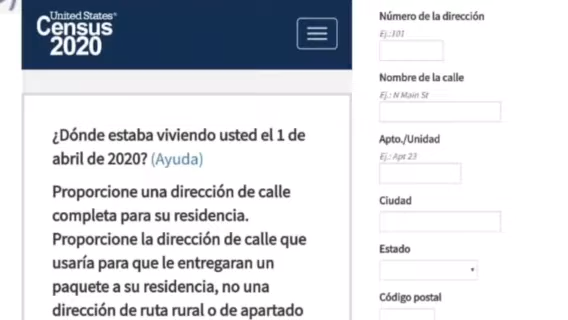 United States®
Census
2020
¿Dónde estaba viviendo usted el 1 de
abril de 2020? (Ayuda)
Proporcione una dirección de calle
completa para su residencia.
Proporcione la dirección de calle que
usaría para que le entregaran un
paquete a su residencia, no una
dirección de ruta rural o de apartado
Número de la dirección
Ej.:101
Nombre de la calle
Ej.: N Main St
Apto./Unidad
Ej.: Apt 23
Ciudad
Estado
Código postal